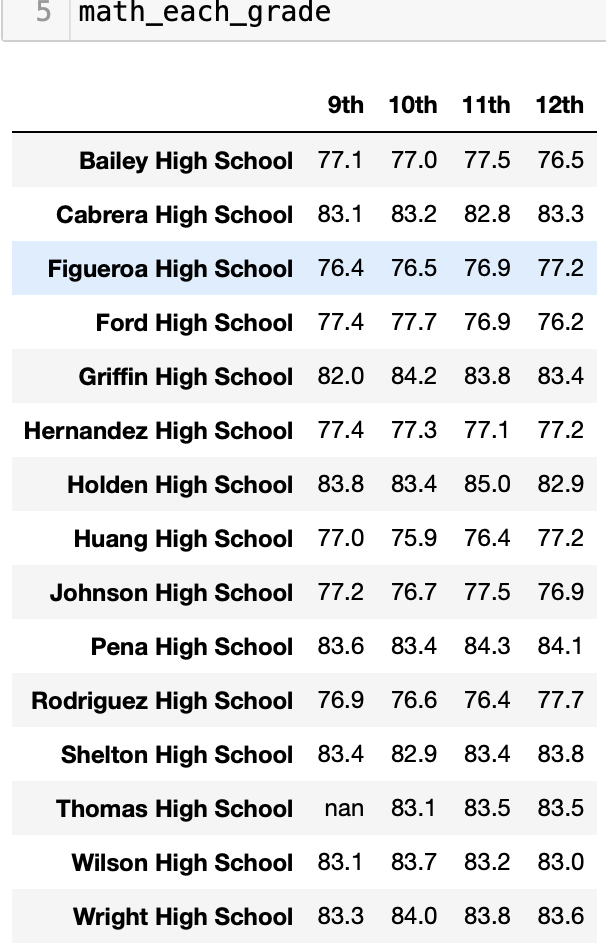 5 math_each_grade
9th 10th 11th 12th
Bailey High School 77.1 77.0 77.5 76.5
Cabrera High School 83.1 83.2 82.8 83.3
Figueroa High School 76.4 76.5 76.9 77.2
Ford High School 77.4 77.7 76.9 76.2
Griffin High School 82.0 84.2 83.8 83.4
Hernandez High School 77.4 77.3 77.1 77.2
Holden High School 83.8 83.4 85.0 82.9
Huang High School 77.0 75.9 76.4 77.2
Johnson High School 77.2 76.7 77.5 76.9
Pena High School 83.6 83.4 84.3 84.1
Rodriguez High School 76.9 76.6 76.4 77.7
Shelton High School 83.4 82.9 83.4 83.8
Thomas High School nan 83.1 83.5 83.5
Wilson High School 83.1 83.7 83.2 83.0
Wright High School 83.3 84.0 83.8 83.6